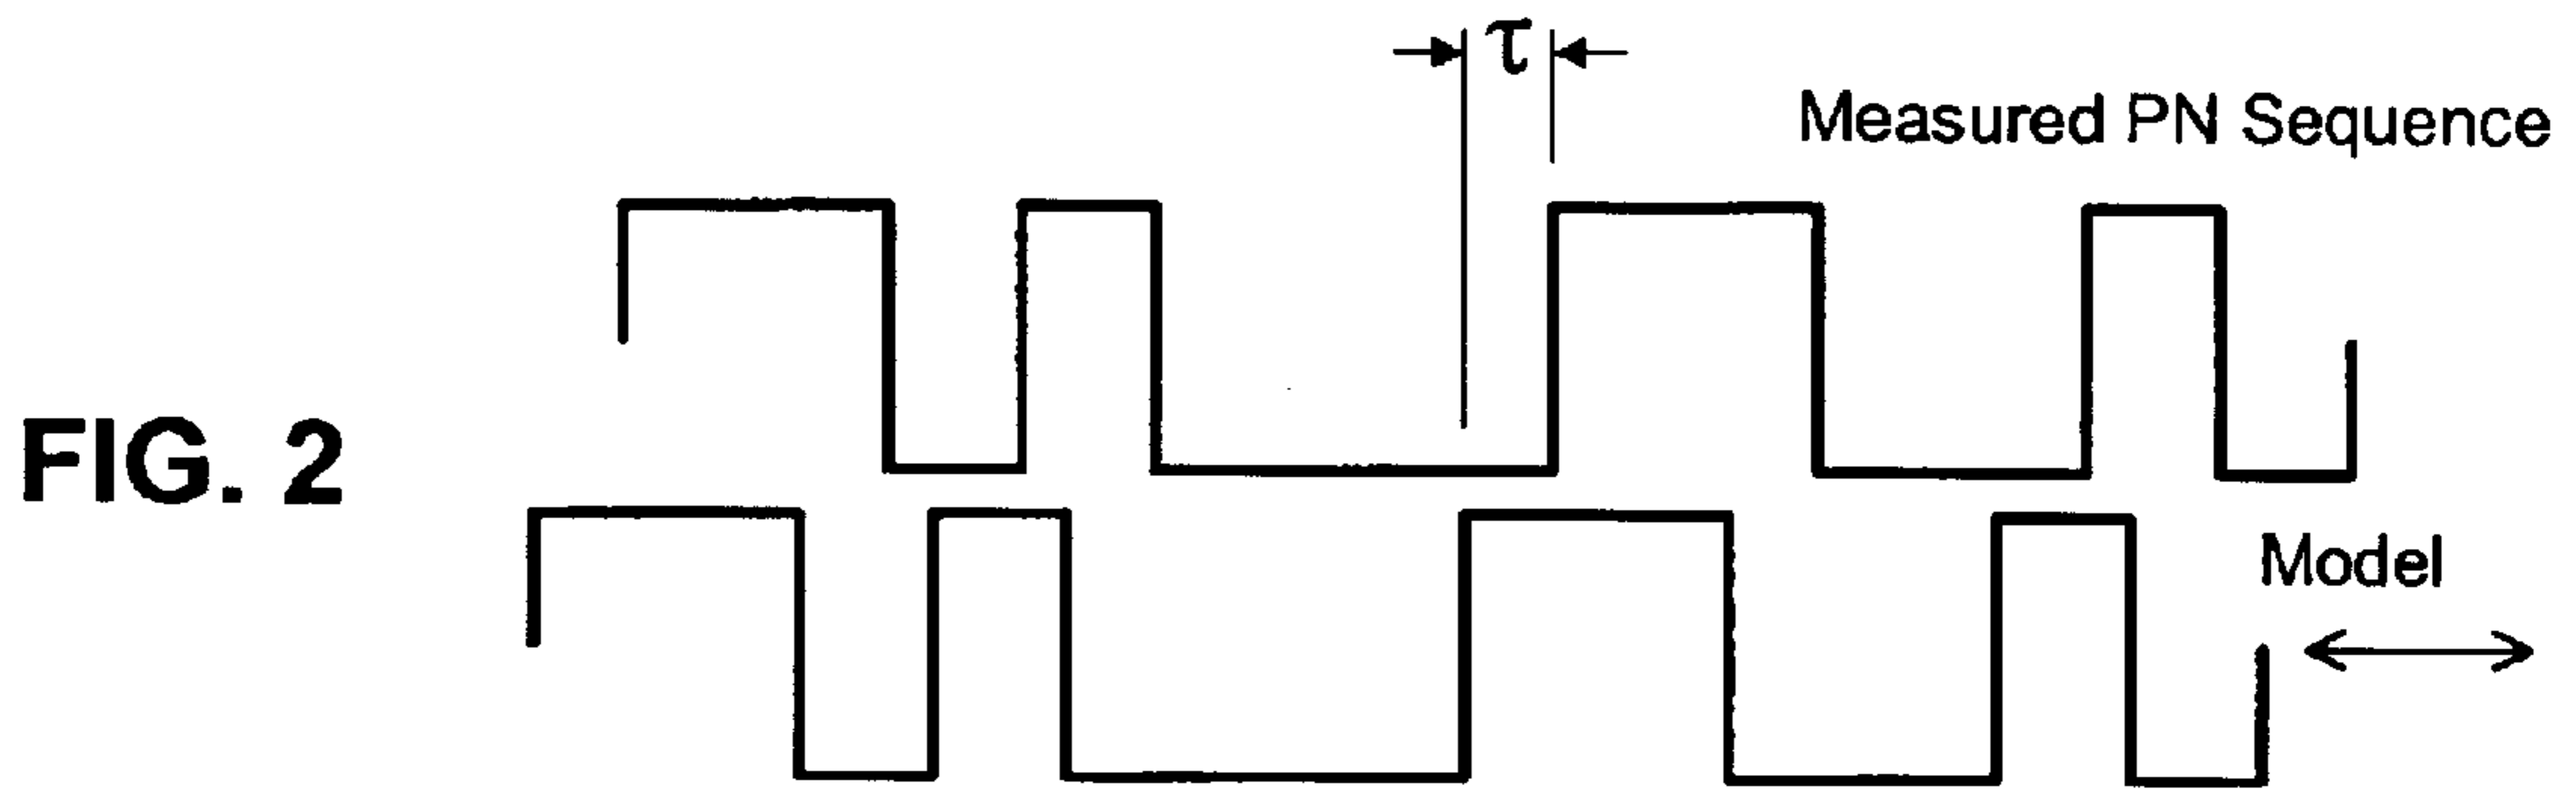 τ
Measured PN Sequence
FIG. 2
Model